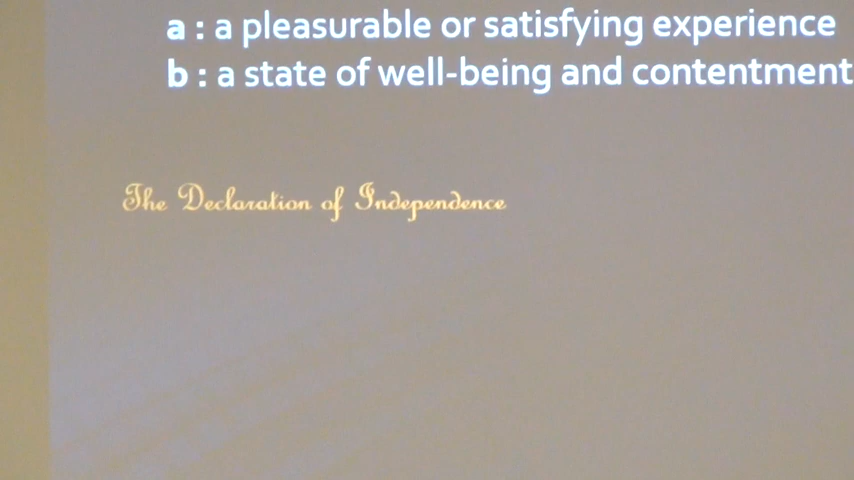 a : a pleasurable or satisfying experience
b : a state of well-being and contentment
The Declaration of Independence